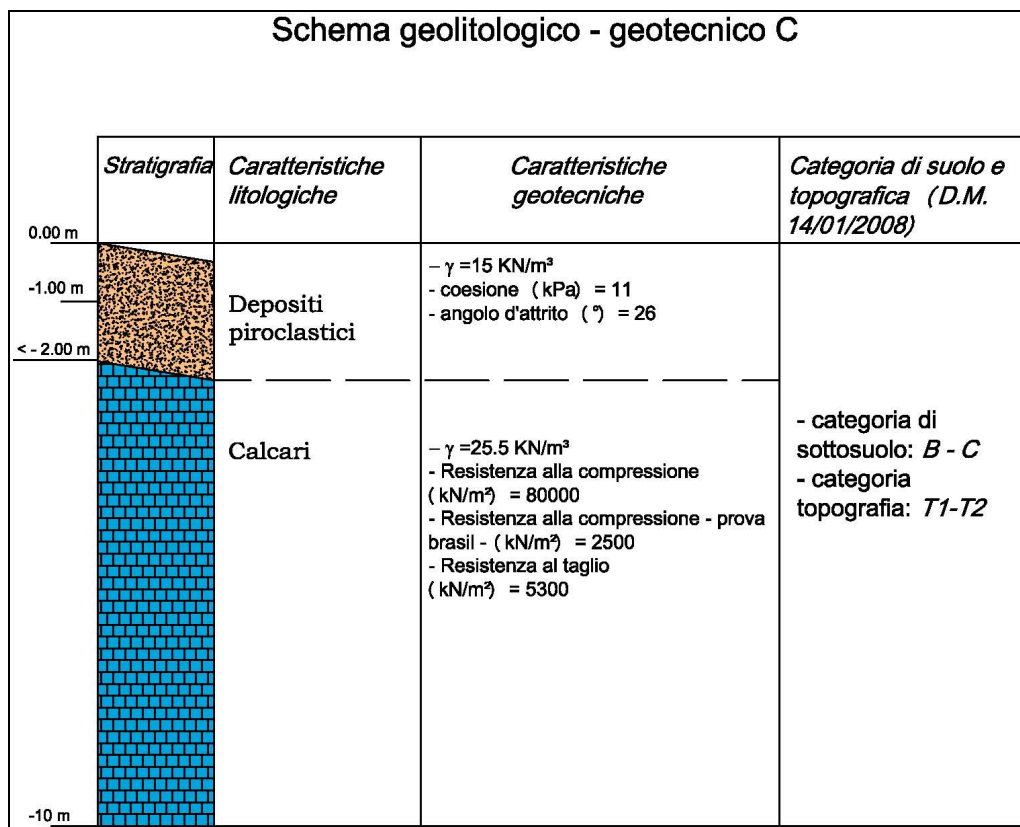 Schema geolitologico - geotecnico C
Stratigrafia
Caratteristiche
litologiche
Caratteristiche
geotecniche
Categoria di suolo e
topografica (D.M.
14/01/2008)
0.00 m
-1.00 m
< - 2.00 m
-10 m
Depositi
piroclastici
– γ =15 KN/m³
- coesione (kPa) = 11
- angolo d'attrito (°) = 26
Calcari
– γ =25.5 KN/m³
- Resistenza alla compressione
(kN/m²) = 80000
- Resistenza alla compressione - prova
brasil - (kN/m²) = 2500
- Resistenza al taglio
(kN/m²) = 5300
- categoria di
sottosuolo: B - C
- categoria
topografia: T1-T2